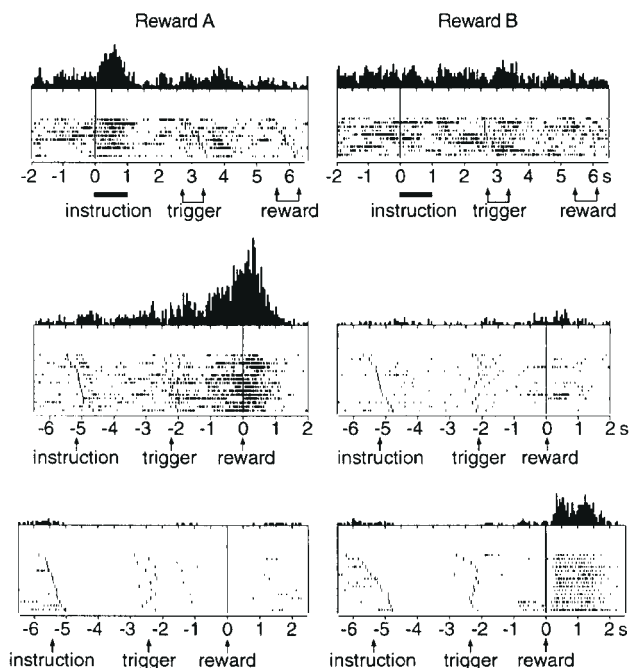 Reward A Reward B
-2 -1 0 1 2 3 4 5 6 -2 -1 0 1 2 3 4 5 6 s
instruction trigger reward instruction trigger reward
-6 -5 -4 -3 -2 -1 0 1 2 -6 -5 -4 -3 -2 -1 0 1 2 s
instruction trigger reward instruction trigger reward
-6 -5 -4 -3 -2 -1 0 1 2 -6 -5 -4 -3 -2 -1 0 1 2 s
instruction trigger reward instruction trigger reward